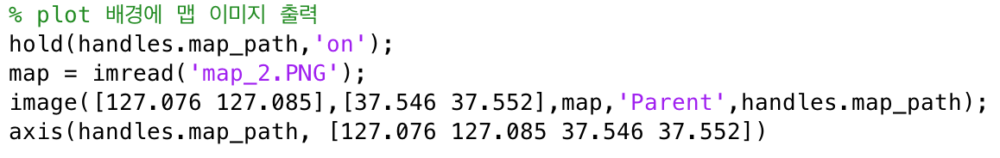 % plot 배경에 맵 이미지 출력
hold(handles.map_path,'on');
map = imread('map_2.PNG');
image([127.076 127.085],[37.546 37.552],map,'Parent',handles.map_path);
axis(handles.map_path, [127.076 127.085 37.546 37.552])